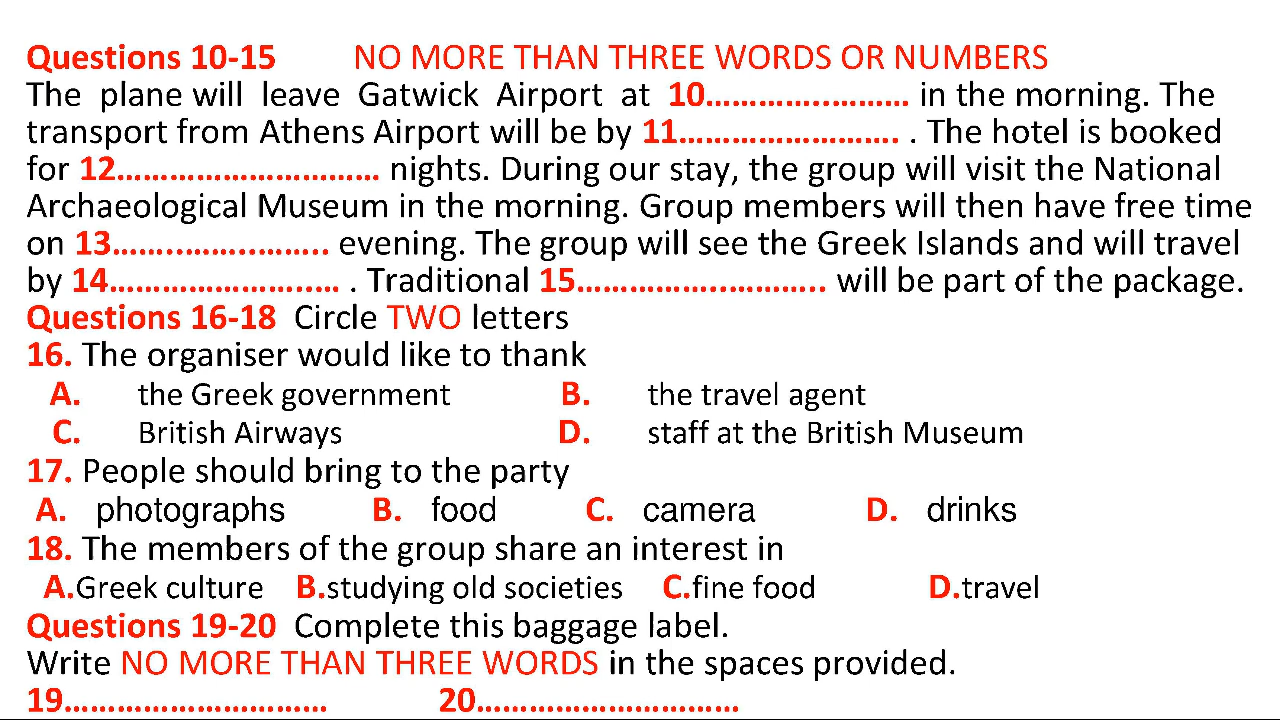 Questions 10-15 NO MORE THAN THREE WORDS OR NUMBERS
The plane will leave Gatwick Airport at 10…………..……… in the morning. The
transport from Athens Airport will be by 11……………………. . The hotel is booked
for 12………………………… nights. During our stay, the group will visit the National
Archaeological Museum in the morning. Group members will then have free time
on 13……..……..…….. evening. The group will see the Greek Islands and will travel
by 14…………………..… . Traditional 15……………..……….. will be part of the package.
Questions 16-18 Circle TWO letters
16. The organiser would like to thank
A. the Greek government B. the travel agent
C. British Airways D. staff at the British Museum
17. People should bring to the party
A. photographs B. food C. camera D. drinks
18. The members of the group share an interest in
A.Greek culture B.studying old societies C.fine food D.travel
Questions 19-20 Complete this baggage label.
Write NO MORE THAN THREE WORDS in the spaces provided.
19………………………… 20…………………………